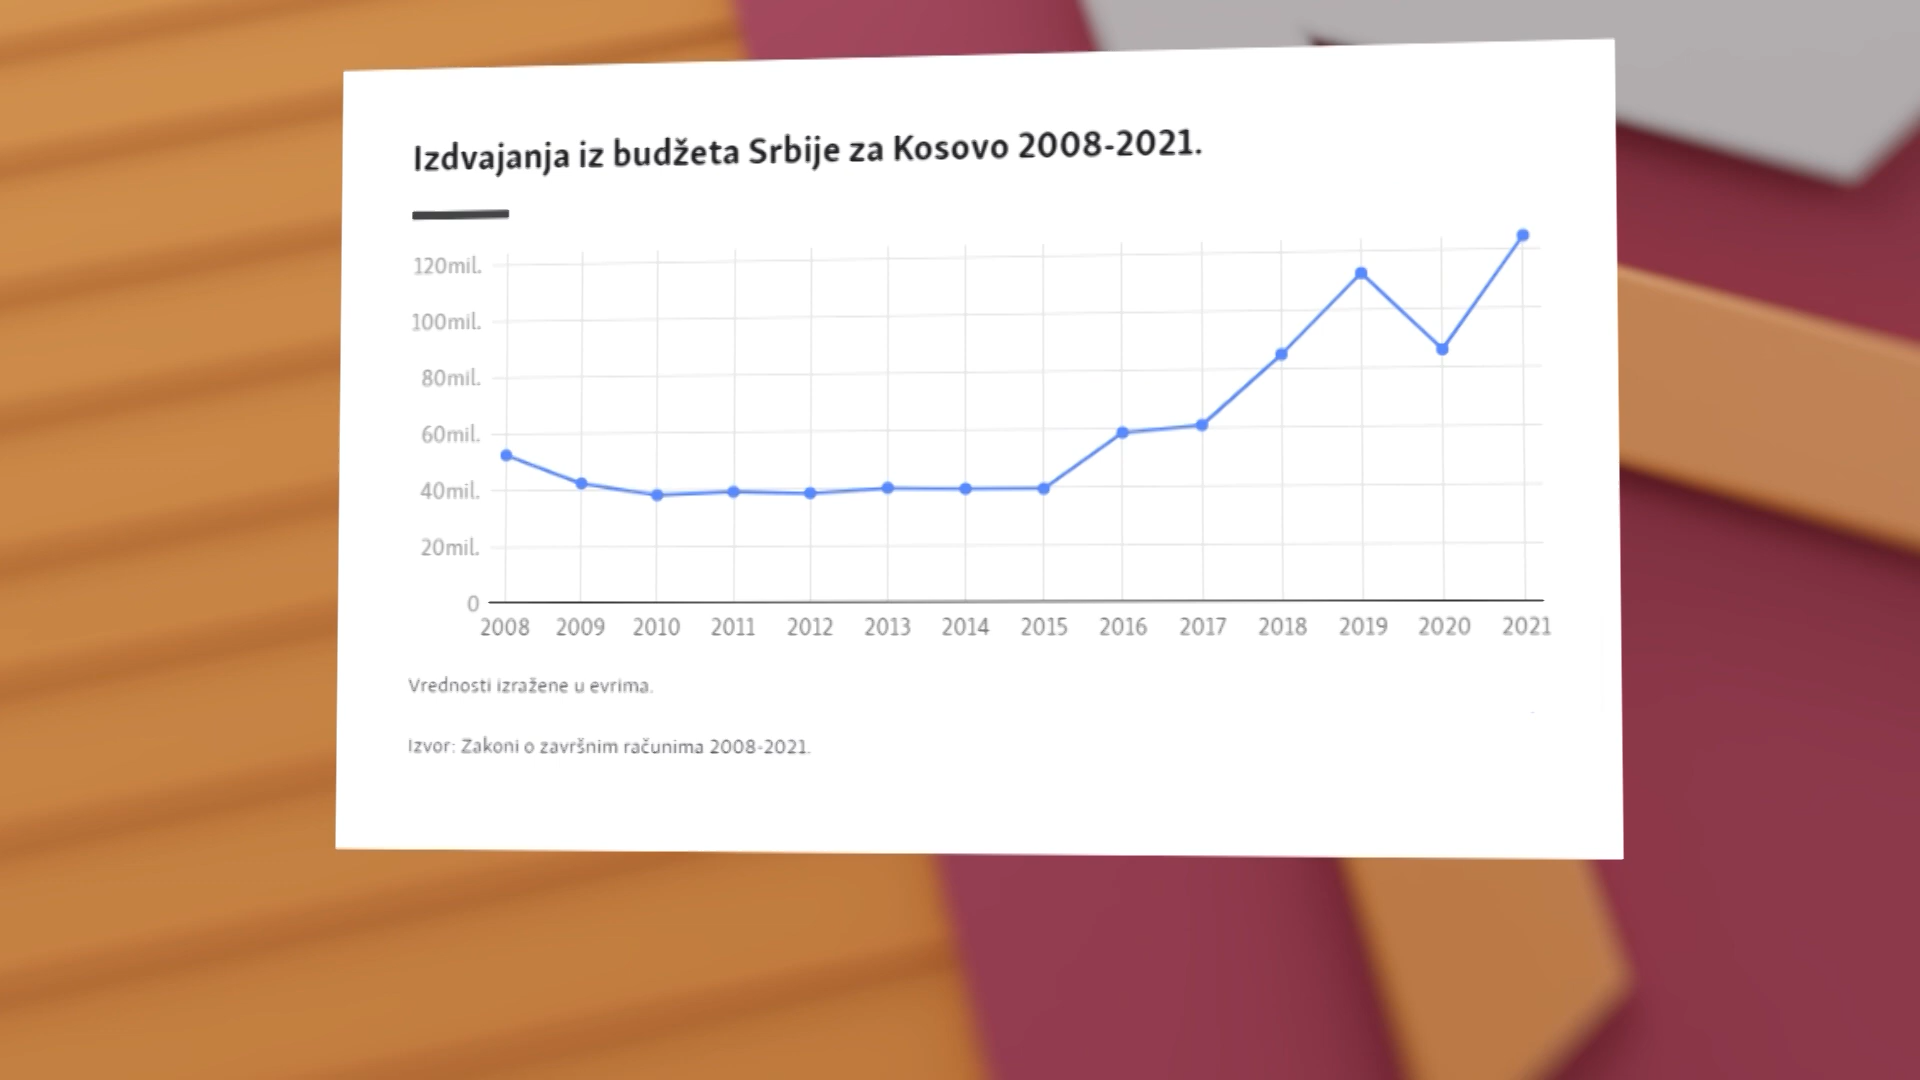 Izdvajanja iz budžeta Srbije za Kosovo 2008-2021.
120mil.
100mil.
80mil.
60mil.
40mil.
20mil.
0
2008 2009 2010 2011 2012 2013 2014 2015 2016 2017 2018 2019 2020 2021
Vrednosti izražene u evrima.
Izvor: Zakoni o završnim računima 2008-2021.